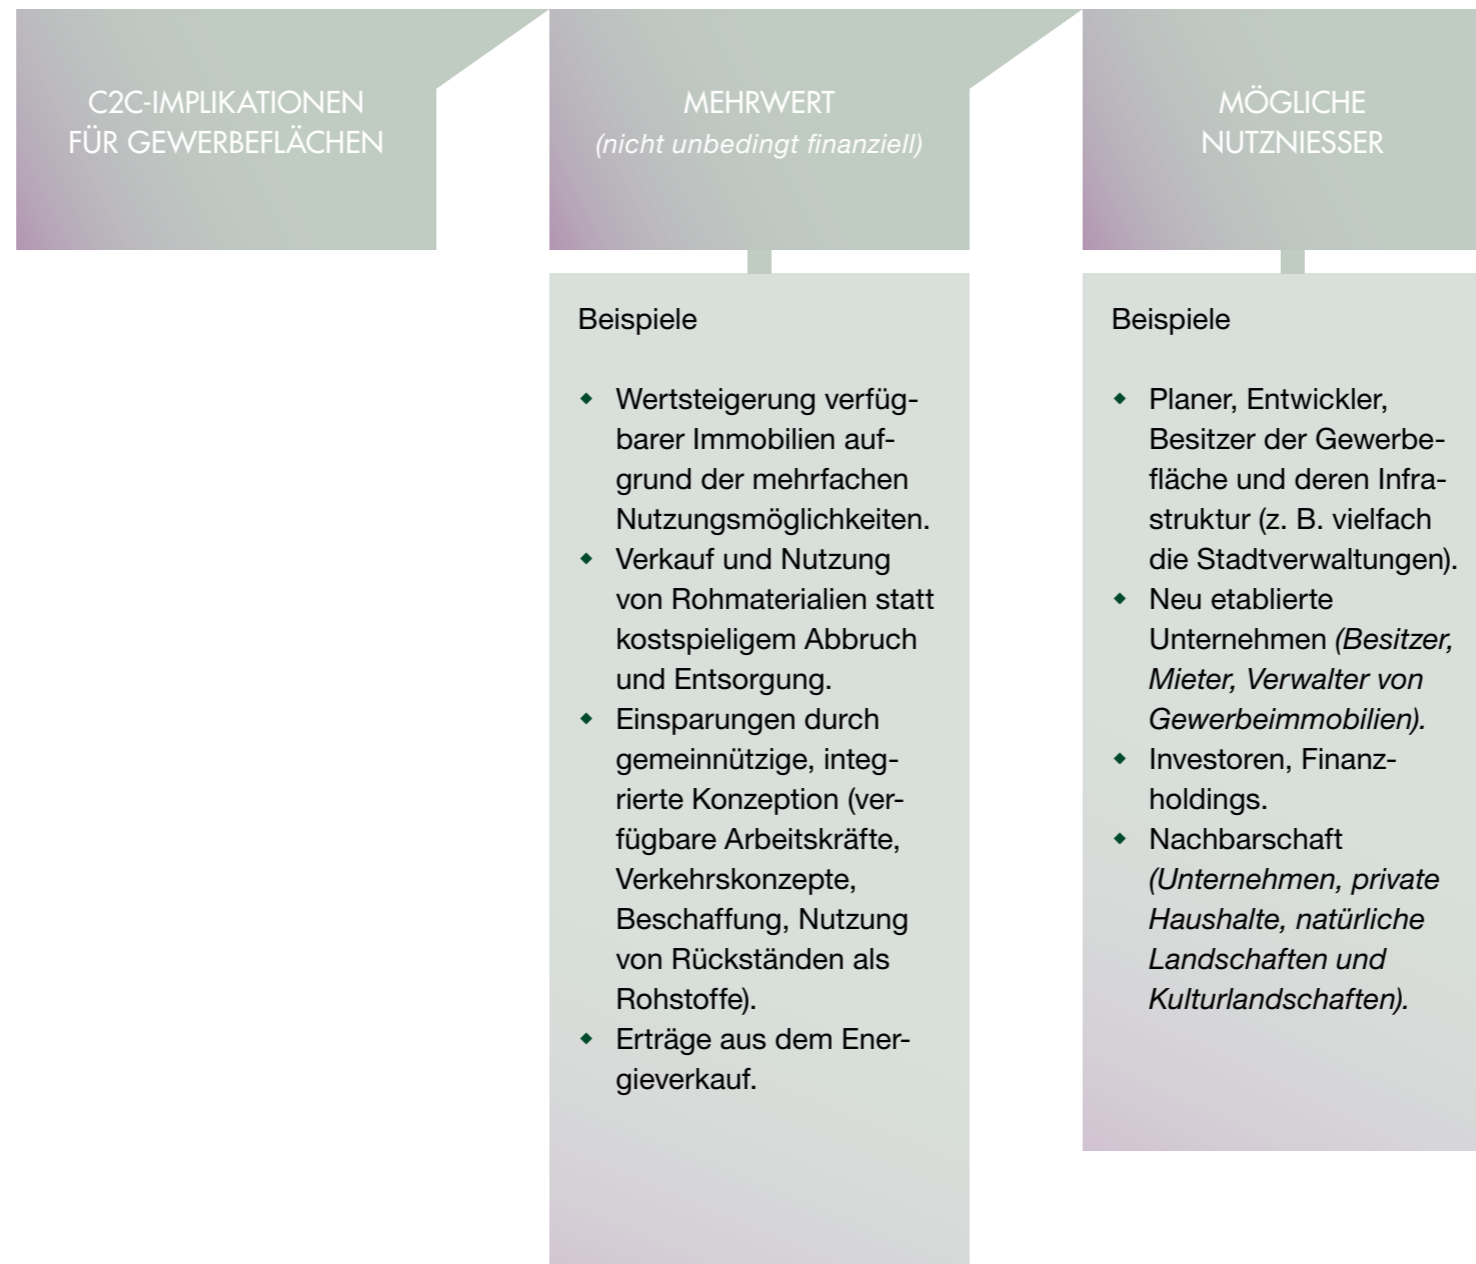 C2C-IMPLIKATIONEN
FÜR GEWERBEFLÄCHEN
MEHRWERT
(nicht unbedingt finanziell)
Beispiele
Wertsteigerung verfüg-
barer Immobilien auf-
grund der mehrfachen
Nutzungsmöglichkeiten.
Verkauf und Nutzung
von Rohmaterialien statt
kostspieligem Abbruch
und Entsorgung.
Einsparungen durch
gemeinnützige, integ-
rierte Konzeption (ver-
fügbare Arbeitskräfte,
Verkehrskonzepte,
Beschaffung, Nutzung
von Rückständen als
Rohstoffe).
Erträge aus dem Ener-
gieverkauf.
MÖGLICHE
NUTZNIESSER
Beispiele
Planer, Entwickler,
Besitzer der Gewerbe-
fläche und deren Infra-
struktur (z. B. vielfach
die Stadtverwaltungen).
Neu etablierte
Unternehmen (Besitzer,
Mieter, Verwalter von
Gewerbeimmobilien).
Investoren, Finanz-
holdings.
Nachbarschaft
(Unternehmen, private
Haushalte, natürliche
Landschaften und
Kulturlandschaften).